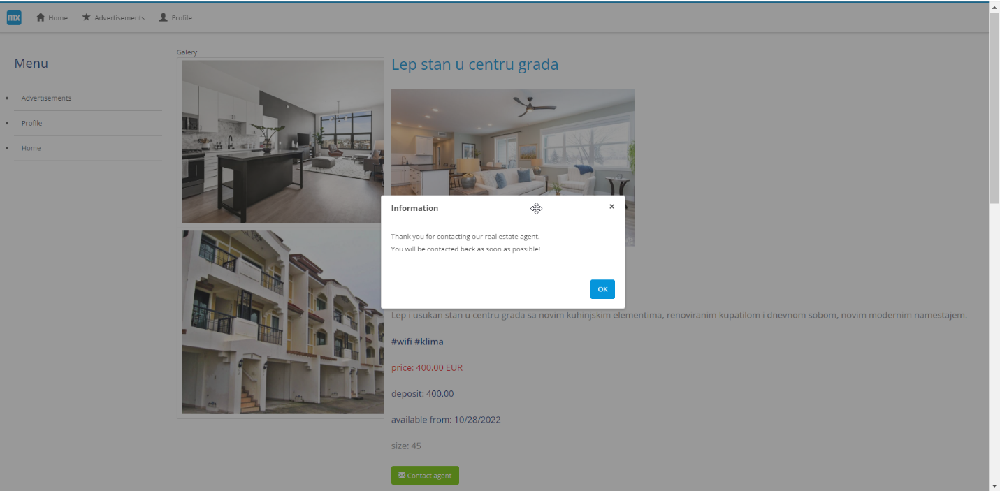 mx Home Advertisements Profile
Menu
Advertisements
Profile
Home
Galery
Lep stan u centru grada
Information ×
Thank you for contacting our real estate agent.
You will be contacted back as soon as possible!
OK
Lep i usukan stan u centru grada sa novim kuhinjskim elementima, renoviranim kupatilom i dnevnom sobom, novim modernim namestajem.
#wifi #klima
price: 400.00 EUR
deposit: 400.00
available from: 10/28/2022
size: 45
Contact agent